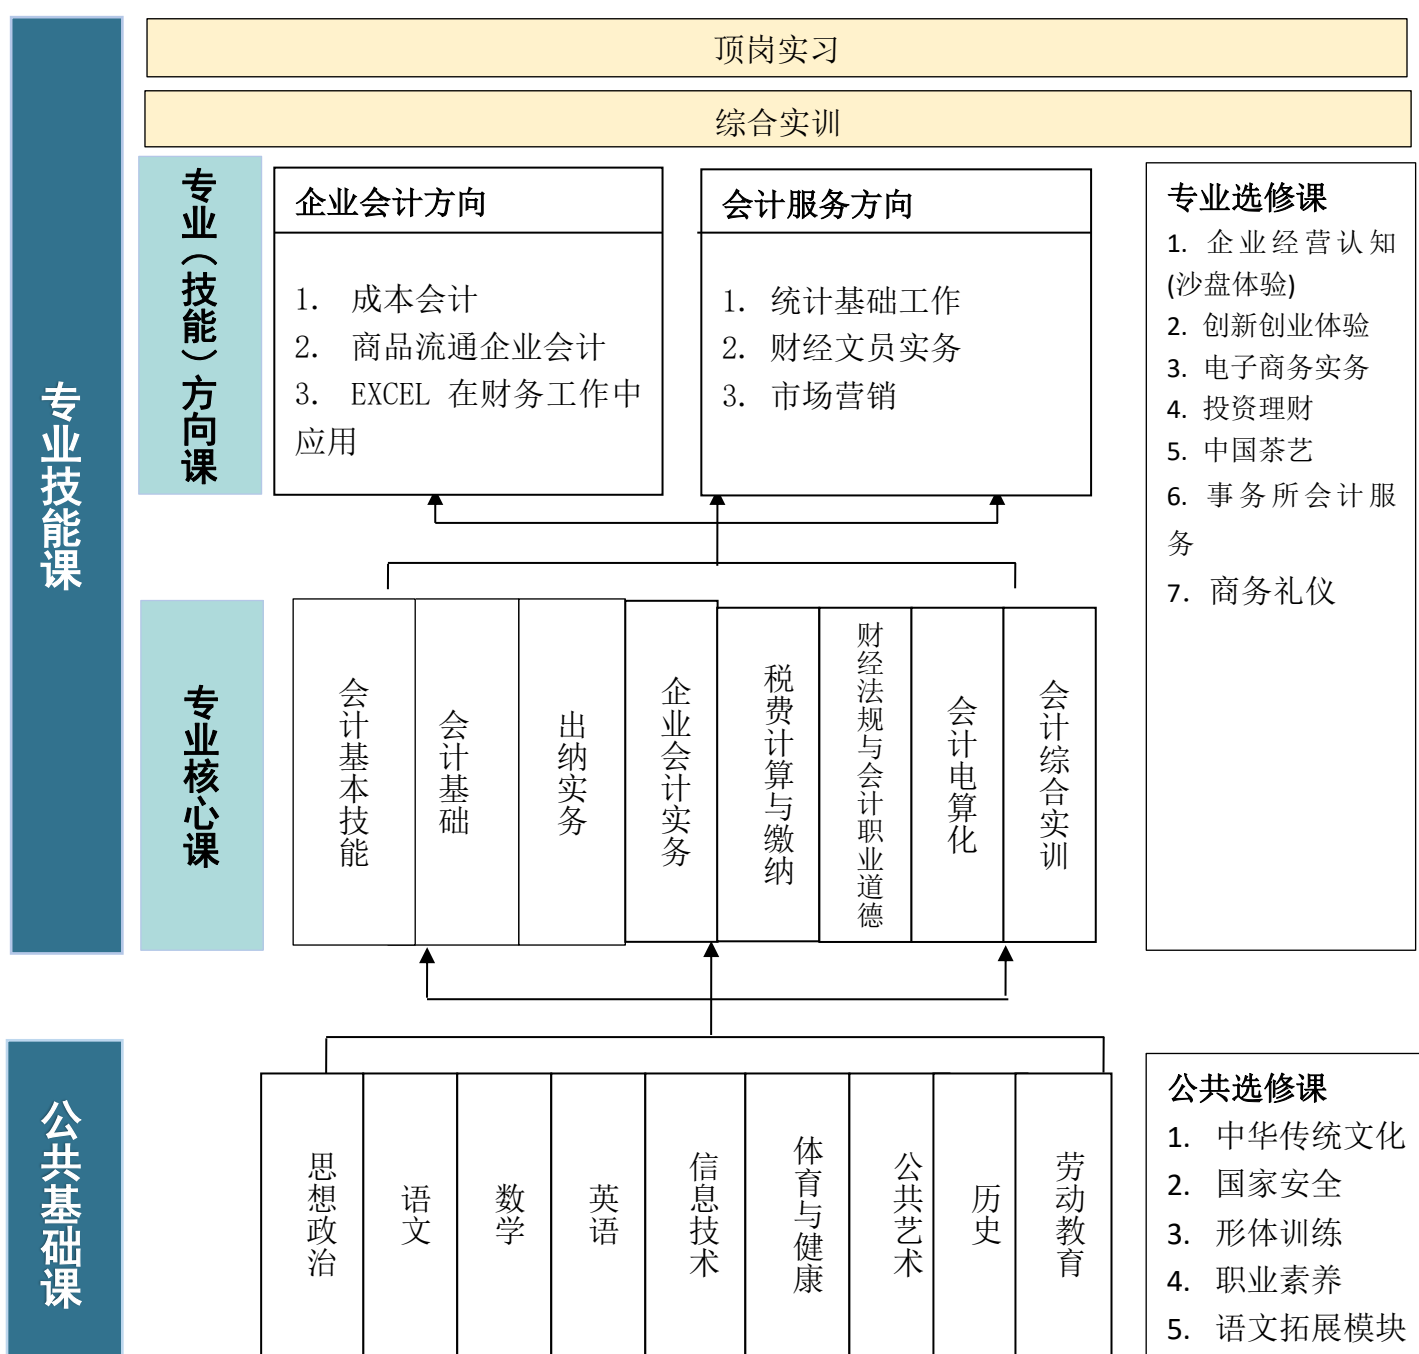 顶岗实习
综合实训
专业技能课
专业（技能）方向课
企业会计方向
1. 成本会计
2. 商品流通企业会计
3. EXCEL 在财务工作中
应用
会计服务方向
1. 统计基础工作
2. 财经文员实务
3. 市场营销
专业选修课
1. 企业经营认知
(沙盘体验)
2. 创新创业体验
3. 电子商务实务
4. 投资理财
5. 中国茶艺
6. 事务所会计服
务
7. 商务礼仪
专业核心课
会计基本技能
会计基础
出纳实务
企业会计实务
税费计算与缴纳
财经法规与会计职业道德
会计电算化
会计综合实训
公共基础课
思想政治
语文
数学
英语
信息技术
体育与健康
公共艺术
历史
劳动教育
公共选修课
1. 中华传统文化
2. 国家安全
3. 形体训练
4. 职业素养
5. 语文拓展模块